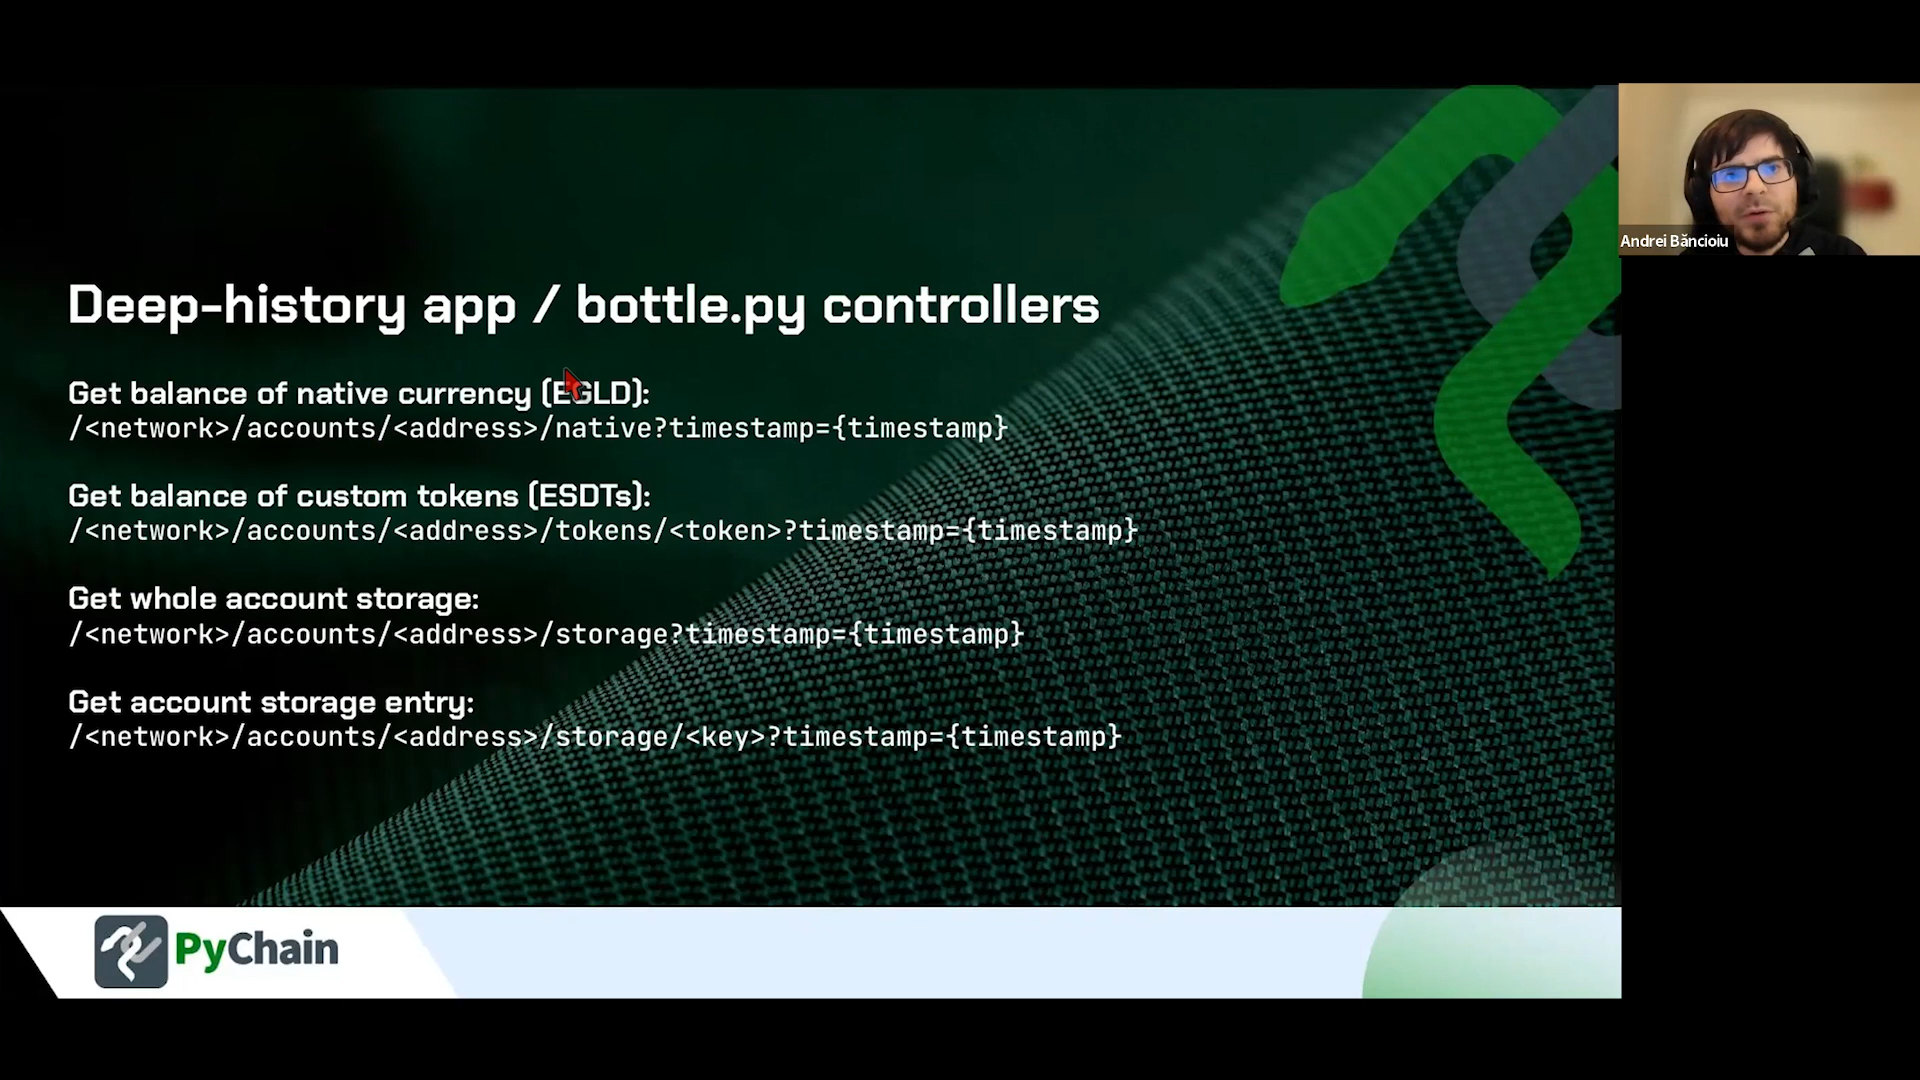 Deep-history app / bottle.py controllers
Get balance of native currency (EGLD):
/<network>/accounts/<address>/native?timestamp={timestamp}
Get balance of custom tokens (ESDTs):
/<network>/accounts/<address>/tokens/<token>?timestamp={timestamp}
Get whole account storage:
/<network>/accounts/<address>/storage?timestamp={timestamp}
Get account storage entry:
/<network>/accounts/<address>/storage/<key>?timestamp={timestamp}
PyChain
Andrei Băncioiu